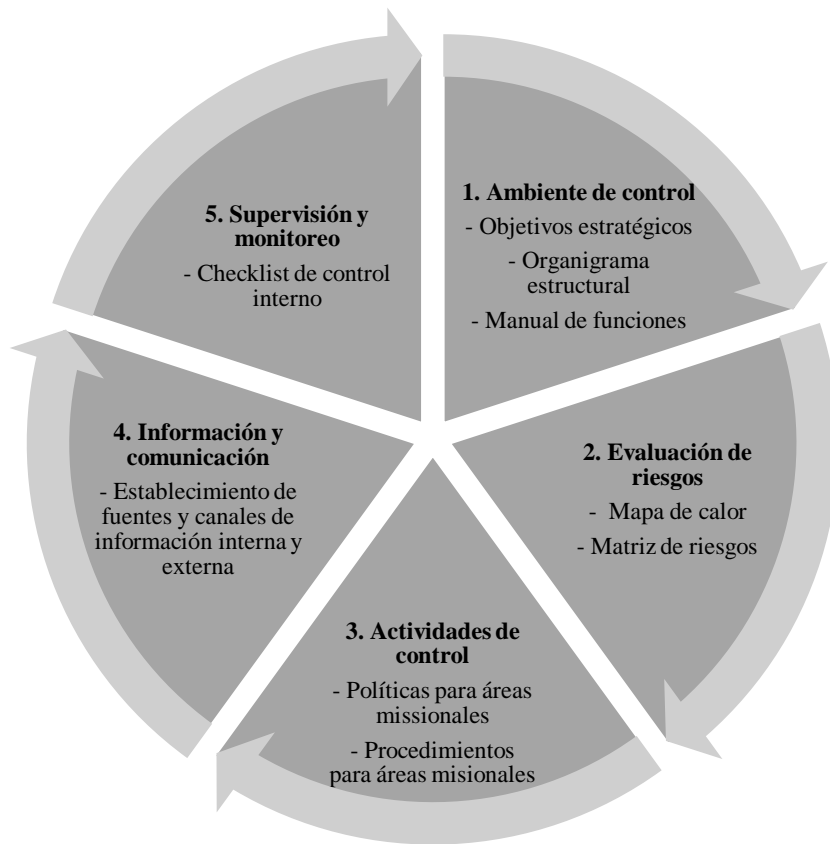 1. Ambiente de control
- Objetivos estratégicos
- Organigrama
estructural
- Manual de funciones
2. Evaluación de
riesgos
- Mapa de calor
- Matriz de riesgos
3. Actividades de
control
- Políticas para áreas
missionales
- Procedimientos
para áreas misionales
4. Información y
comunicación
- Establecimiento de
fuentes y canales de
información interna y
externa
5. Supervisión y
monitoreo
- Checklist de control
interno